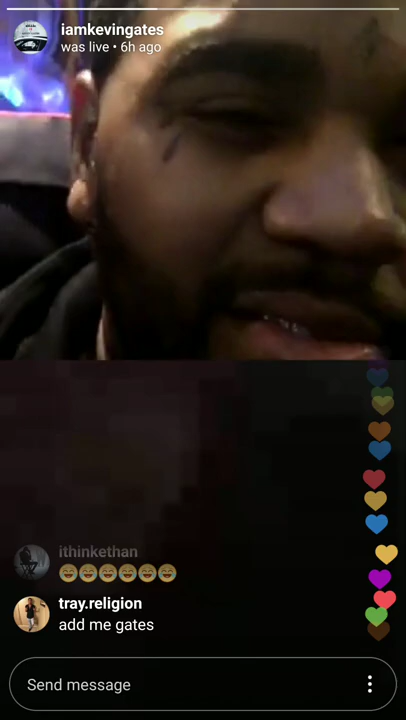 iamkevingates
was live • 6h ago
ithinkethan
😂😂😂😂😂😂
tray.religion
add me gates
Send message